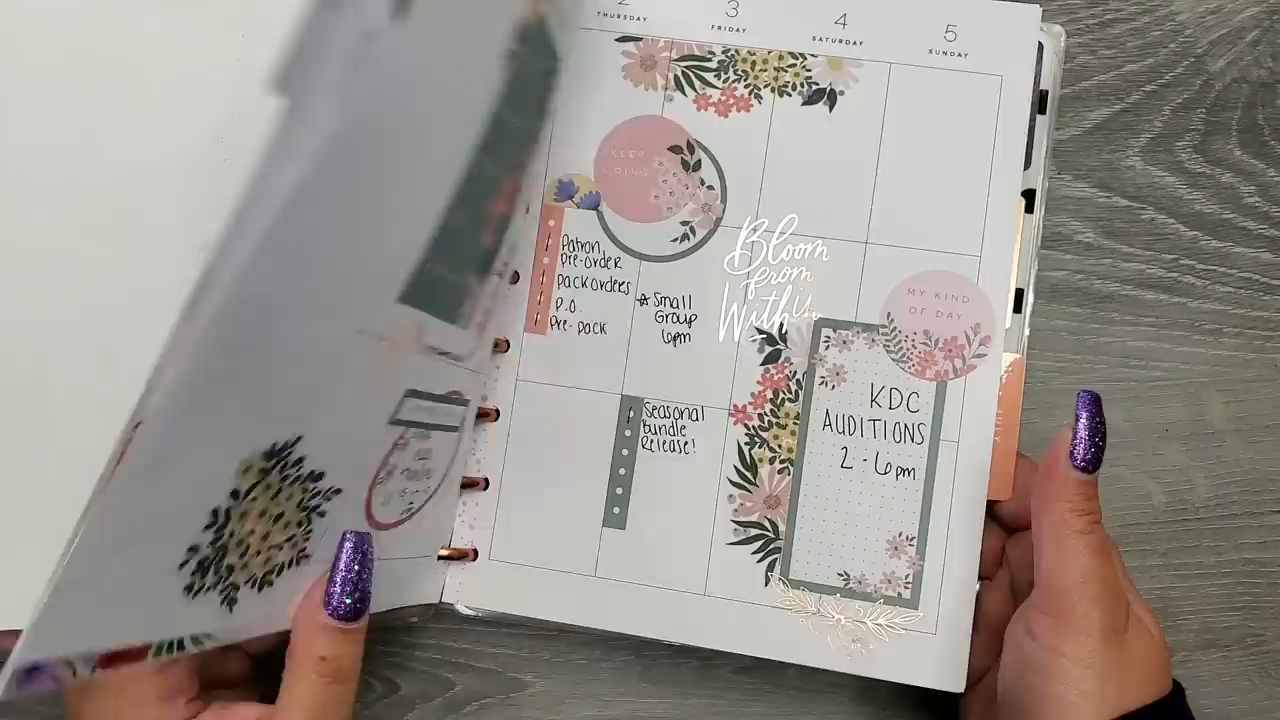 2
THURSDAY
3
FRIDAY
4
SATURDAY
5
SUNDAY
KEEP
GOING
Patron
pre-order
pack orders
P.O.
Pre-pack
Small
Group
6pm
Seasonal
Bundle
Release!
Bloom
from
Within
MY KIND
OF DAY
KDC
AUDITIONS
2-6pm
JULY